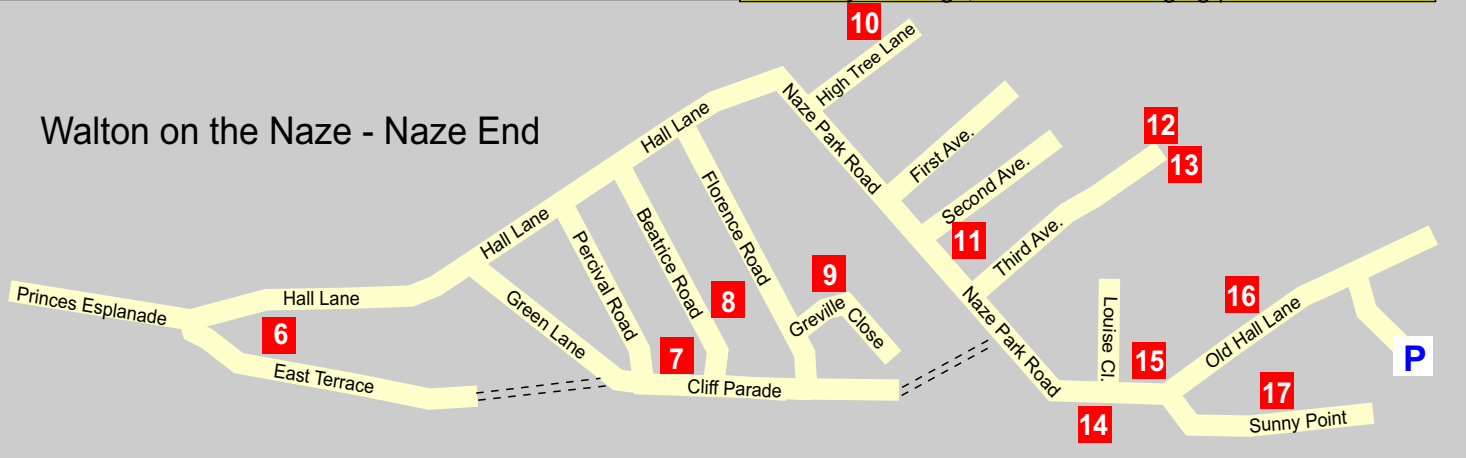 10
High Tree Lane
Walton on the Naze - Naze End
Hall Lane
Naze Park Road
First Ave.
12
13
Second Ave.
11
Third Ave.
Florence Road
Beatrice Road
Percival Road
Hall Lane
Green Lane
9
Greville Close
8
7
Cliff Parade
Princes Esplanade
Hall Lane
6
East Terrace
Naze Park Road
Louise Cl.
14
15
16
Old Hall Lane
P
17
Sunny Point